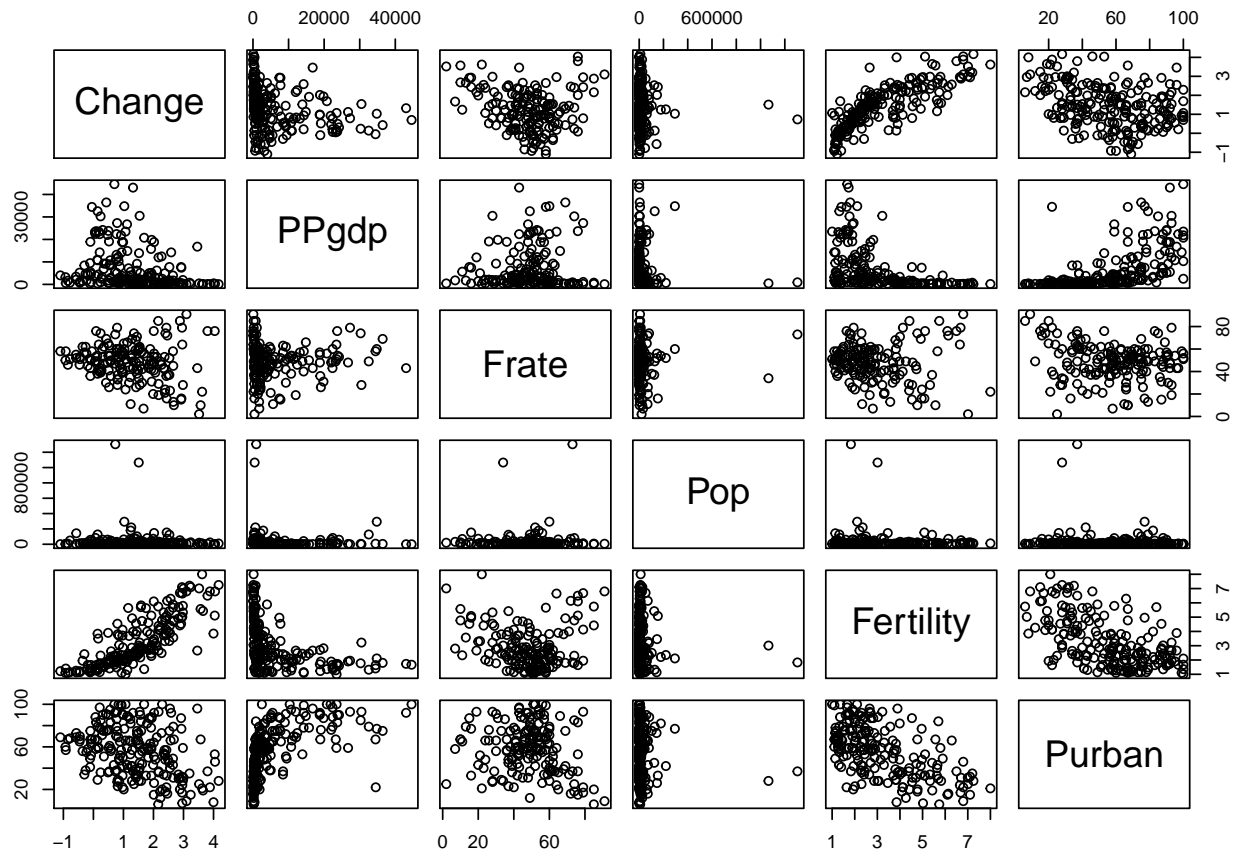 0 20000 40000 0 600000 20 60 100
Change −1 1 3
0 30000 PPgdp
Frate 0 40 80
0 800000 Pop
Fertility 1 3 5 7
20 60 100 Purban
−1 1 2 3 4 0 20 60 1 3 5 7